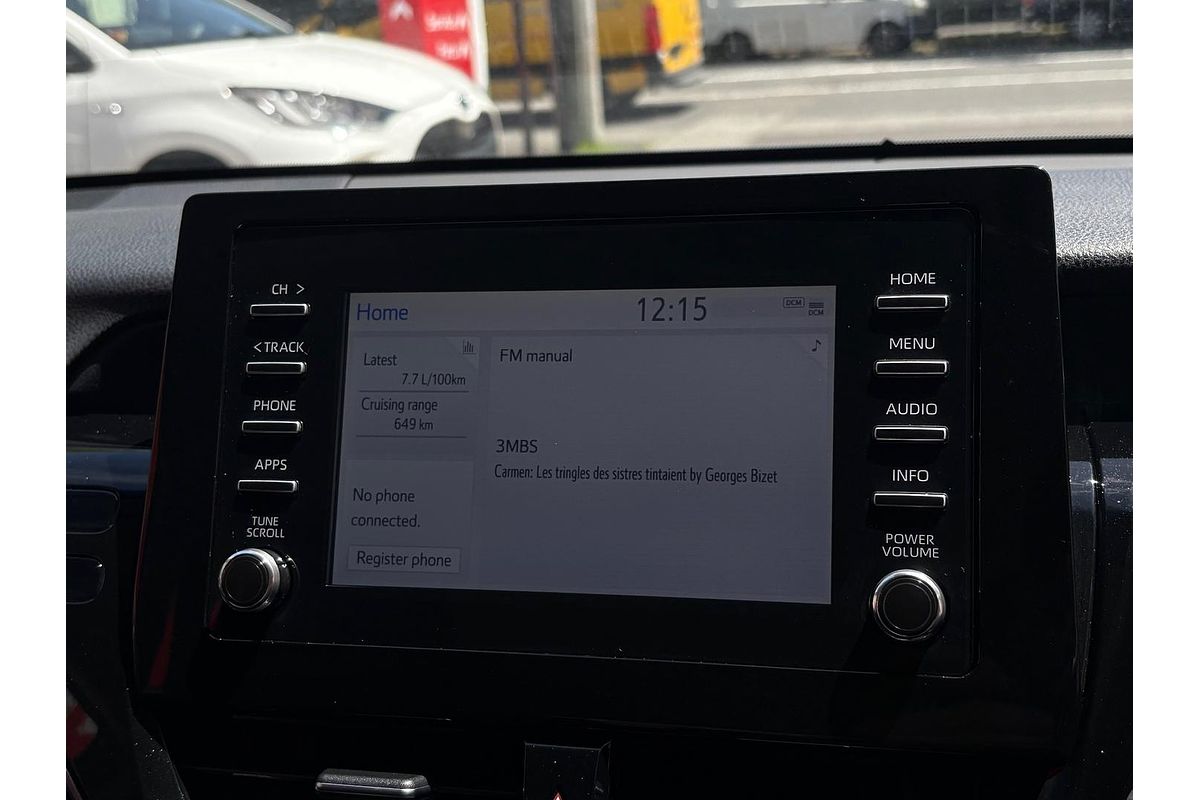 CH >
<TRACK
PHONE
APPS
TUNE
SCROLL
Home
12:15
DCM
DCM
Latest
7.7 L/100km
Cruising range
649 km
No phone
connected.
Register phone
FM manual
3MBS
Carmen: Les tringles des sistres tintaient by Georges Bizet
HOME
MENU
AUDIO
INFO
POWER
VOLUME